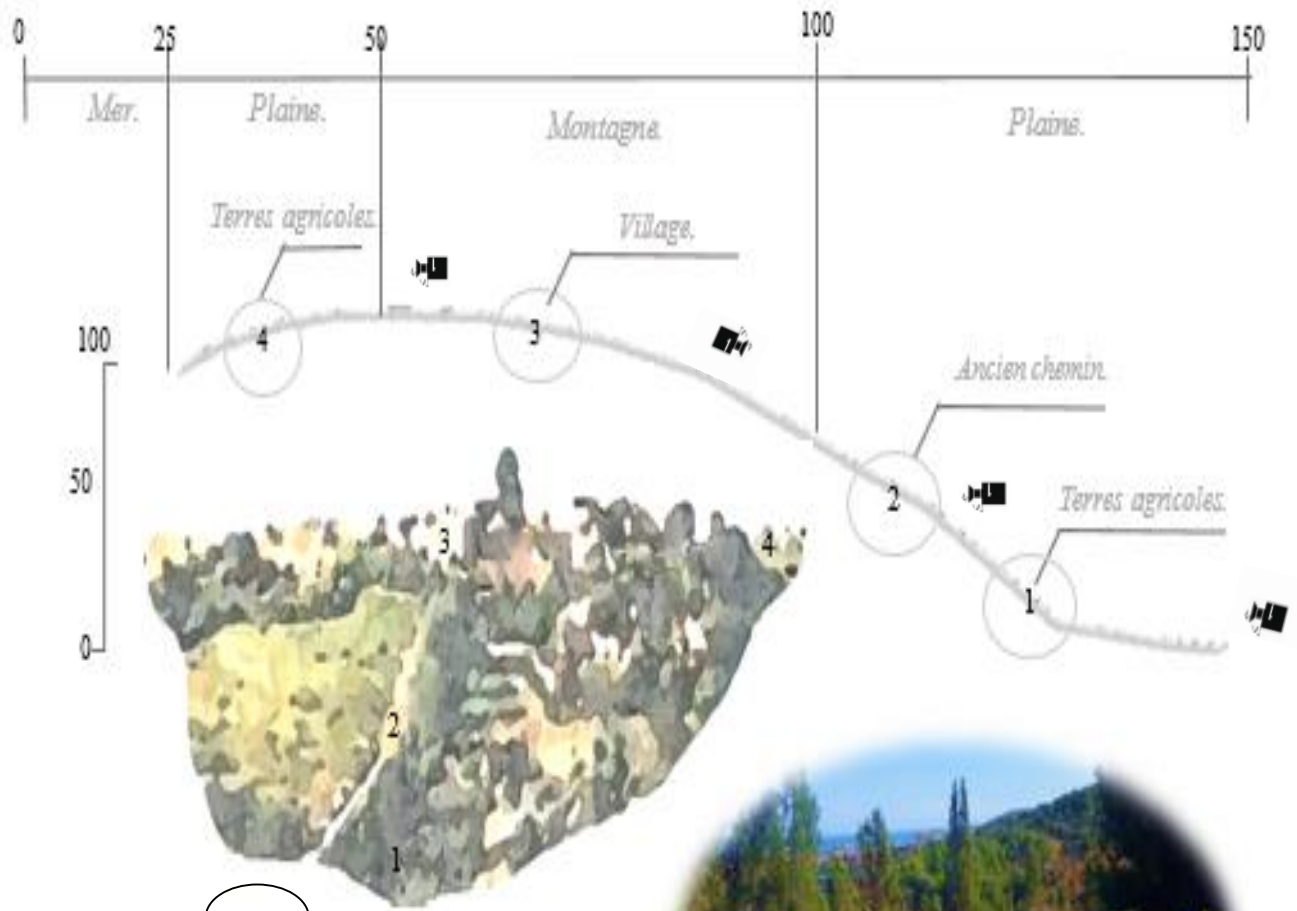 0 25 50 100 150
Mer. Plaine. Montagne. Plaine.
Terres agricoles.
Village.
4
3
100
Ancien chemin.
50
2
Terres agricoles.
3
4
1
0
2
1